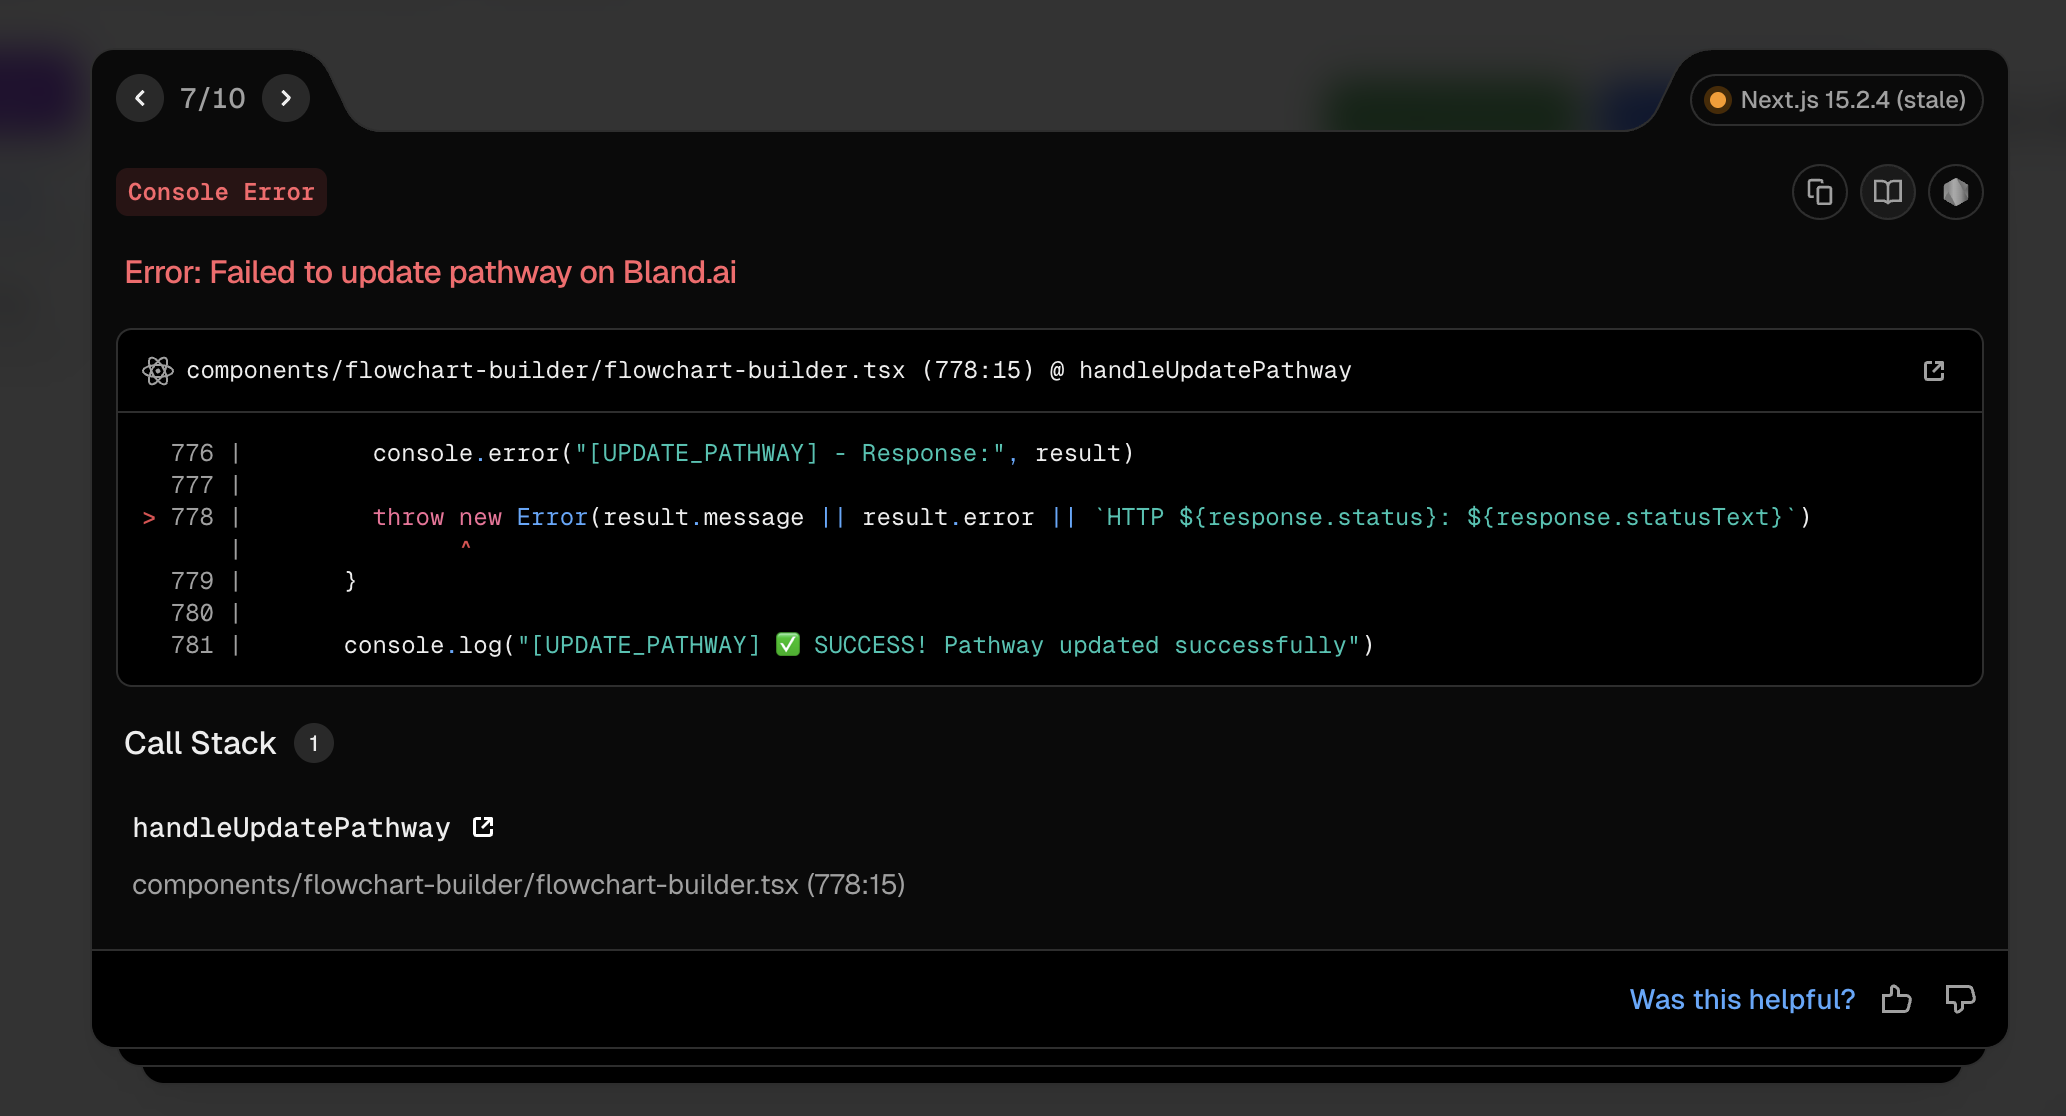 7/10
Next.js 15.2.4 (stale)
Console Error
Error: Failed to update pathway on Bland.ai
components/flowchart-builder/flowchart-builder.tsx (778:15) @ handleUpdatePathway
776 | console.error("[UPDATE_PATHWAY] - Response:", result)
777 |
> 778 | throw new Error(result.message || result.error || `HTTP ${response.status}: ${response.statusText}`)
| ^
779 | }
780 |
781 | console.log("[UPDATE_PATHWAY] ✅ SUCCESS! Pathway updated successfully")
Call Stack 1
handleUpdatePathway
components/flowchart-builder/flowchart-builder.tsx (778:15)
Was this helpful?